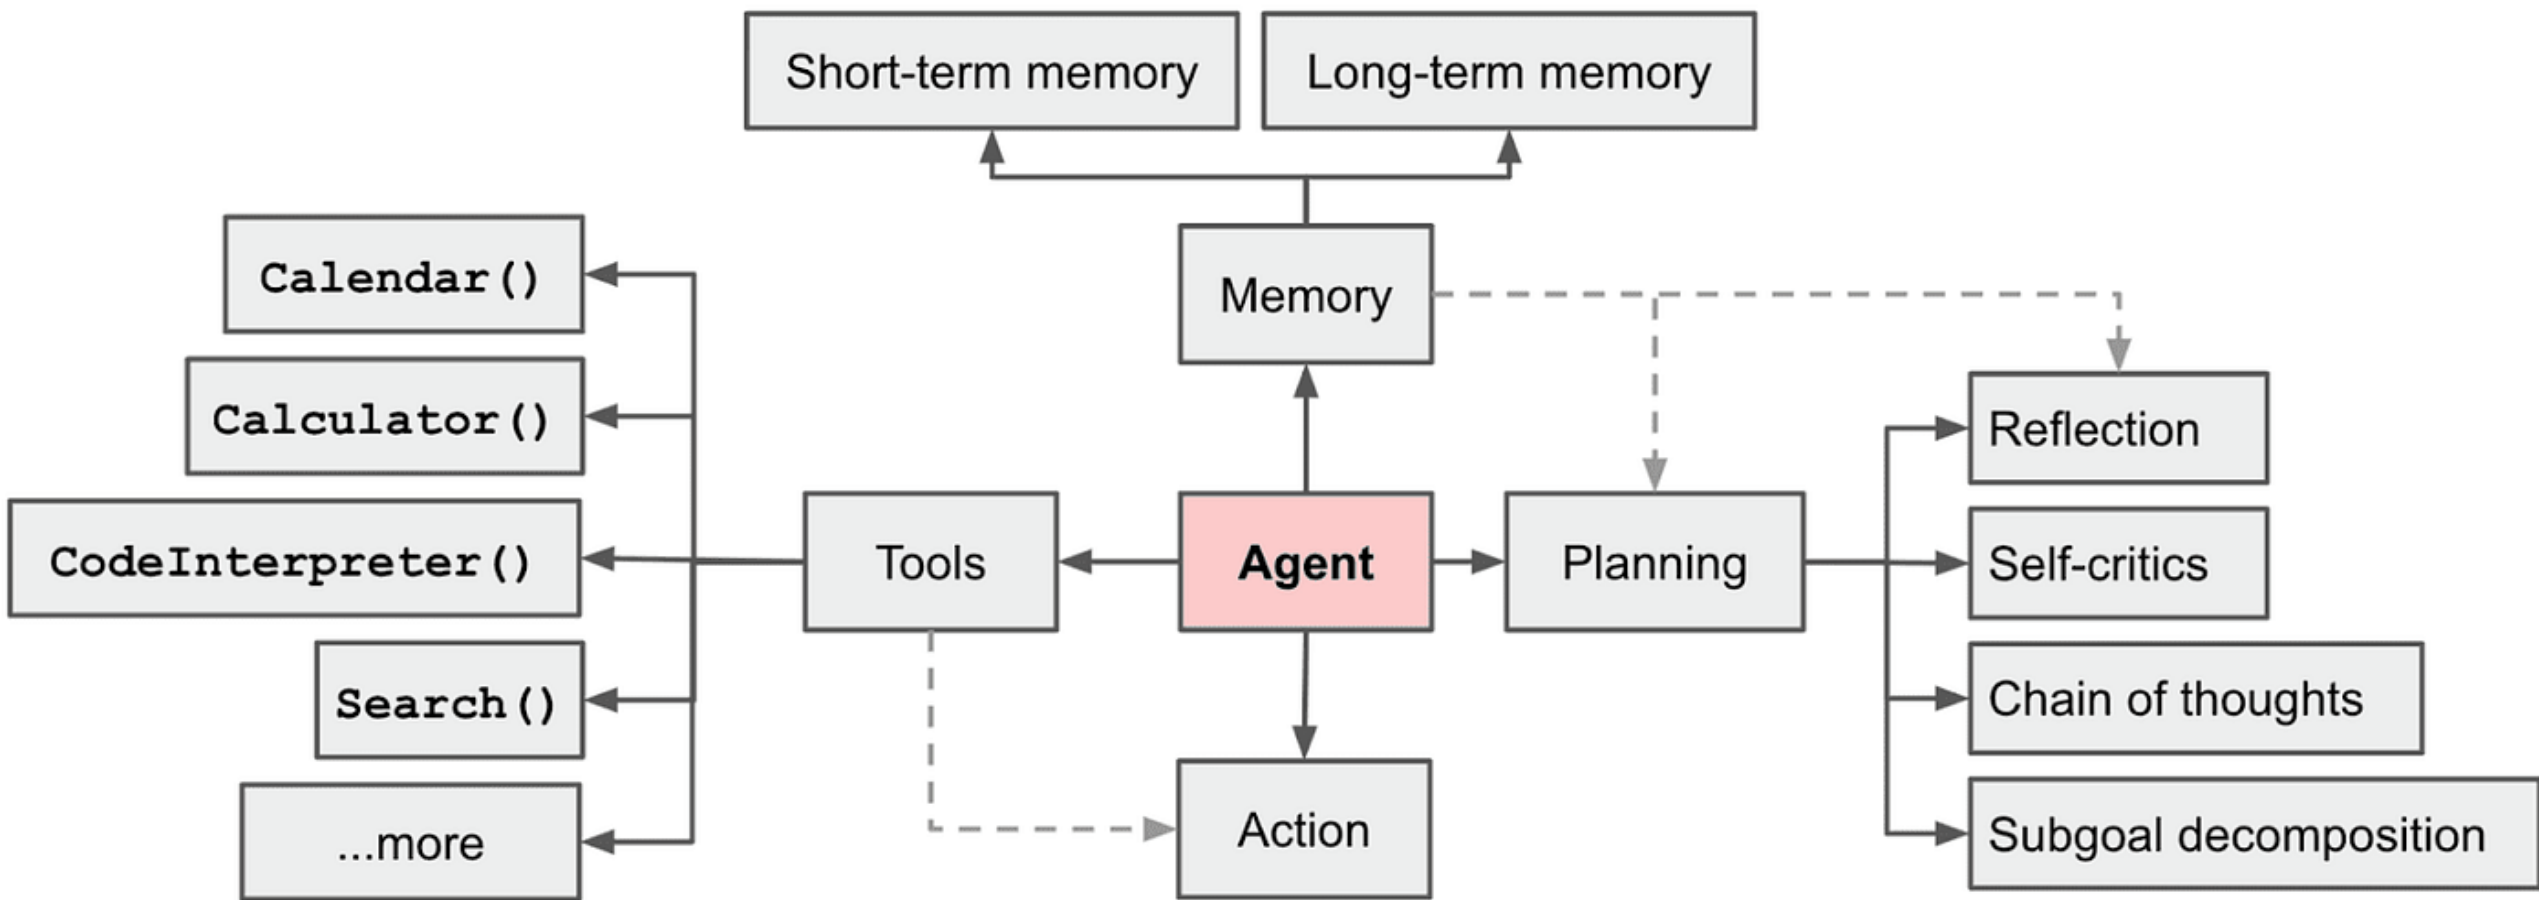 Short-term memory
Long-term memory
Calendar()
Memory
Calculator()
Reflection
CodeInterpreter()
Tools
Agent
Planning
Self-critics
Search()
Chain of thoughts
...more
Action
Subgoal decomposition